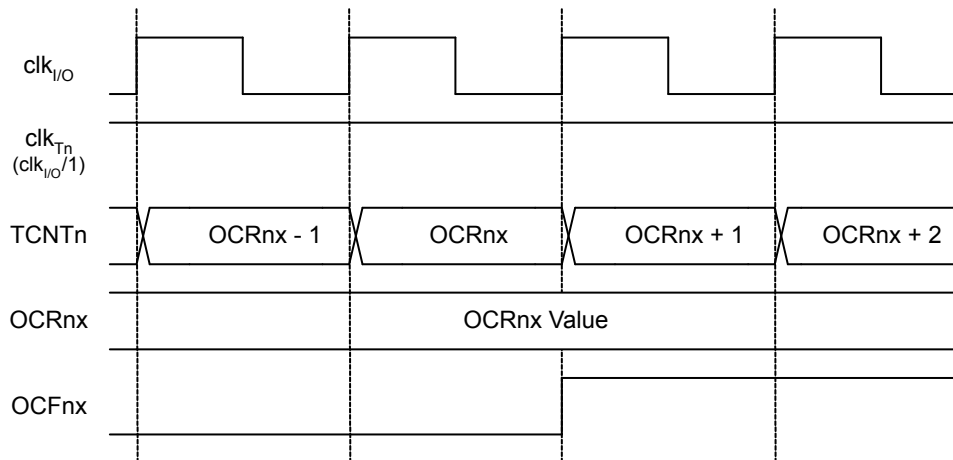 clkI/O
clkTn
(clkI/O/1)
TCNTn OCRnx - 1 OCRnx OCRnx + 1 OCRnx + 2
OCRnx OCRnx Value
OCFnx